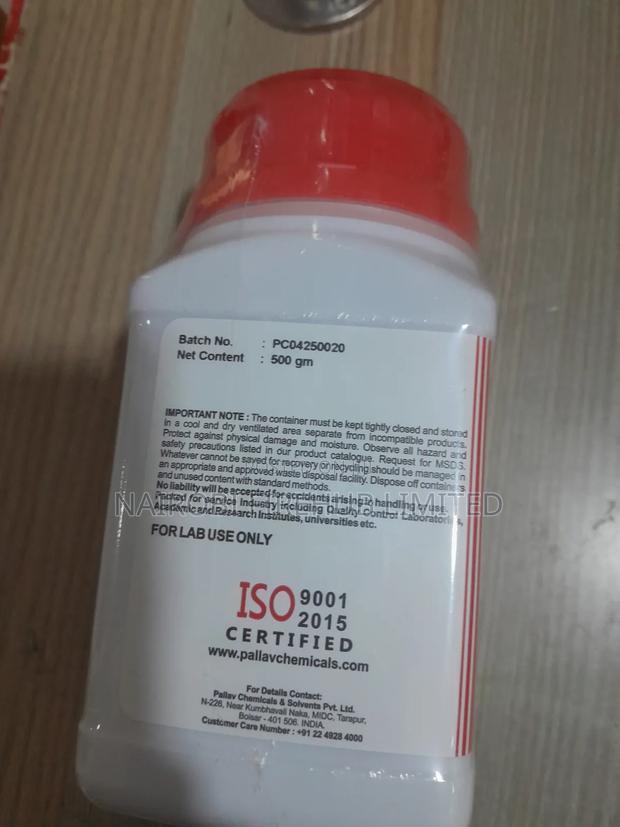 Batch No. : PC04250020
Net Content : 500 gm
IMPORTANT NOTE : The container must be kept tightly closed and stored
in a cool and dry ventilated area separate from incompatible products.
Protect against physical damage and moisture. Observe all hazard and
safety precautions listed in our product catalogue. Request for MSDS.
Whatever cannot be saved for recovery or recycling should be managed in
an appropriate and approved waste disposal facility. Dispose off containers
and unused content with standard methods.
No liability will be accepted for accidents arising to handling or use.
Packed for service Industry including Quality Control Laboratories,
Academic and Research Institutes, universities etc.
FOR LAB USE ONLY
ISO 9001
2015
CERTIFIED
www.pallavchemicals.com
For Details Contact:
Pallav Chemicals & Solvents Pvt. Ltd.
N-226, Near Kumbhavali Naka, MIDC, Tarapur,
Boisar - 401 506. INDIA.
Customer Care Number : +91 22 4928 4000
LIMITED